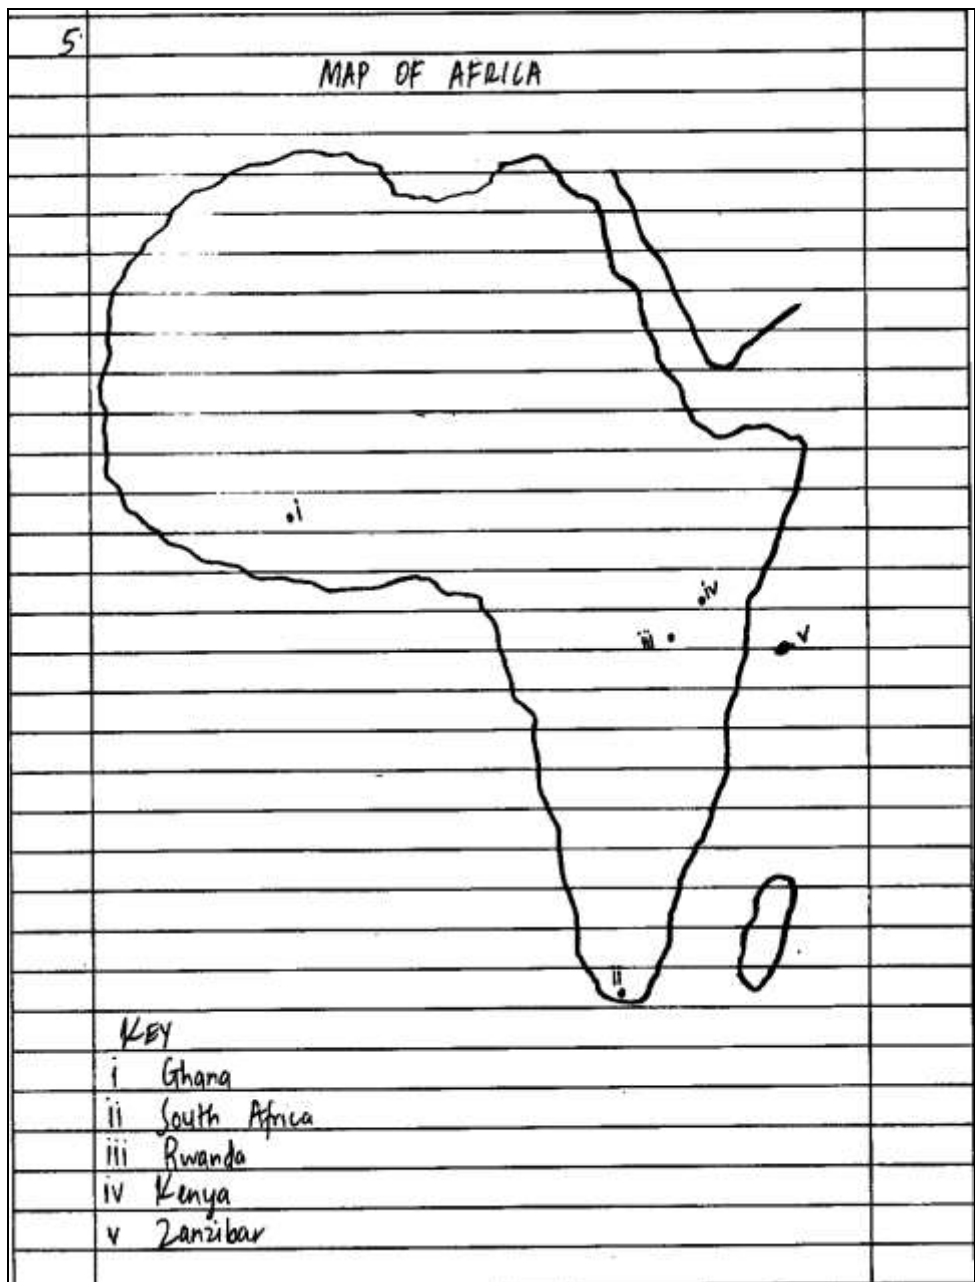 5.
MAP OF AFRICA
i
iv
iii
v
ii
KEY
i Ghana
ii South Africa
iii Rwanda
iv Kenya
v Zanzibar